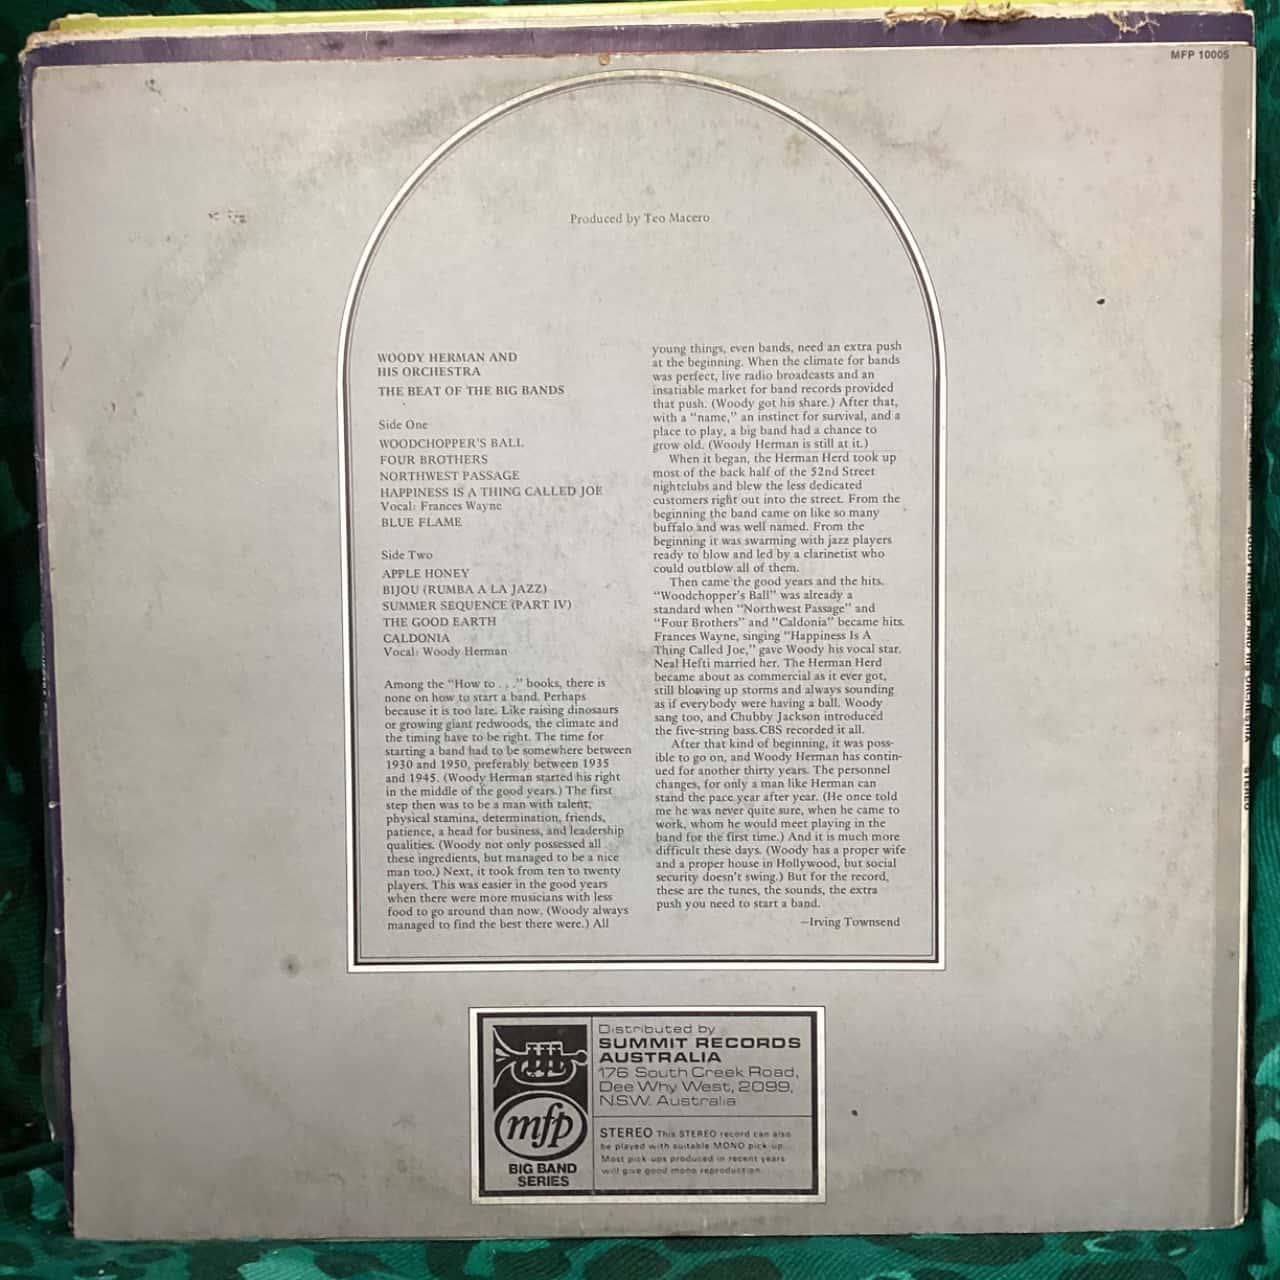 MFP 10005
Produced by Teo Macero
WOODY HERMAN AND
HIS ORCHESTRA
THE BEAT OF THE BIG BANDS
Side One
WOODCHOPPER'S BALL
FOUR BROTHERS
NORTHWEST PASSAGE
HAPPINESS IS A THING CALLED JOE
Vocal: Frances Wayne
BLUE FLAME
Side Two
APPLE HONEY
BIJOU (RUMBA A LA JAZZ)
SUMMER SEQUENCE (PART IV)
THE GOOD EARTH
CALDONIA
Vocal: Woody Herman
Among the "How to . . ." books, there is
none on how to start a band. Perhaps
because it is too late. Like raising dinosaurs
or growing giant redwoods, the climate and
the timing have to be right. The time for
starting a band had to be somewhere between
1930 and 1950, preferably between 1935
and 1945. (Woody Herman started his right
in the middle of the good years.) The first
step then was to be a man with talent,
physical stamina, determination, friends,
patience, a head for business, and leadership
qualities. (Woody not only possessed all
these ingredients, but managed to be a nice
man too.) Next, it took from ten to twenty
players. This was easier in the good years
when there were more musicians with less
food to go around than now. (Woody always
managed to find the best there were.) All
young things, even bands, need an extra push
at the beginning. When the climate for bands
was perfect, live radio broadcasts and an
insatiable market for band records provided
that push. (Woody got his share.) After that,
with a "name," an instinct for survival, and a
place to play, a big band had a chance to
grow old. (Woody Herman is still at it.)
When it began, the Herman Herd took up
most of the back half of the 52nd Street
nightclubs and blew the less dedicated
customers right out into the street. From the
beginning the band came on like so many
buffalo and was well named. From the
beginning it was swarming with jazz players
ready to blow and led by a clarinetist who
could outblow all of them.
Then came the good years and the hits.
"Woodchopper's Ball" was already a
standard when "Northwest Passage" and
"Four Brothers" and "Caldonia" became hits.
Frances Wayne, singing "Happiness Is A
Thing Called Joe," gave Woody his vocal star.
Neal Hefti married her. The Herman Herd
became about as commercial as it ever got,
still blowing up storms and always sounding
as if everybody were having a ball. Woody
sang too, and Chubby Jackson introduced
the five-string bass. CBS recorded it all.
After that kind of beginning, it was poss-
ible to go on, and Woody Herman has contin-
ued for another thirty years. The personnel
changes, for only a man like Herman can
stand the pace year after year. (He once told
me he was never quite sure, when he came to
work, whom he would meet playing in the
band for the first time.) And it is much more
difficult these days. (Woody has a proper wife
and a proper house in Hollywood, but social
security doesn't swing.) But for the record,
these are the tunes, the sounds, the extra
push you need to start a band.
—Irving Townsend
mfp
BIG BAND
SERIES
Distributed by
SUMMIT RECORDS
AUSTRALIA
176 South Creek Road,
Dee Why West, 2099,
N.S.W. Australia
STEREO This STEREO record can also
be played with suitable MONO pick-up.
Most pick-ups produced in recent years
will give good mono reproduction.